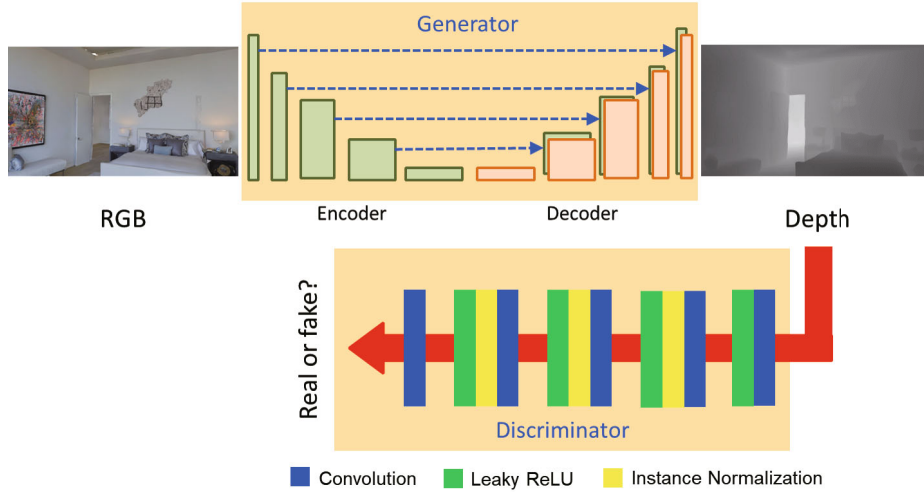 Generator
RGB
Encoder
Decoder
Depth
Real or fake?
Discriminator
Convolution
Leaky ReLU
Instance Normalization